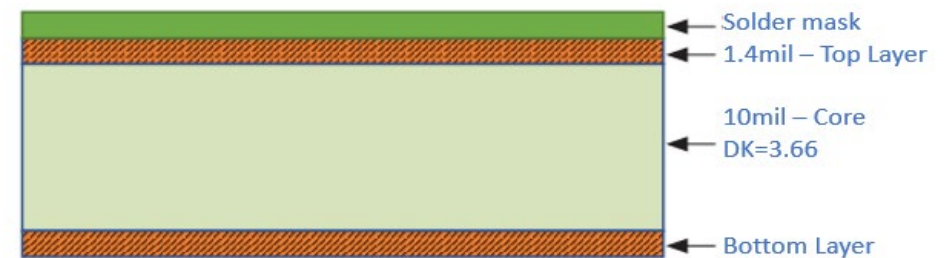 Solder mask
1.4mil – Top Layer
10mil – Core
DK=3.66
Bottom Layer